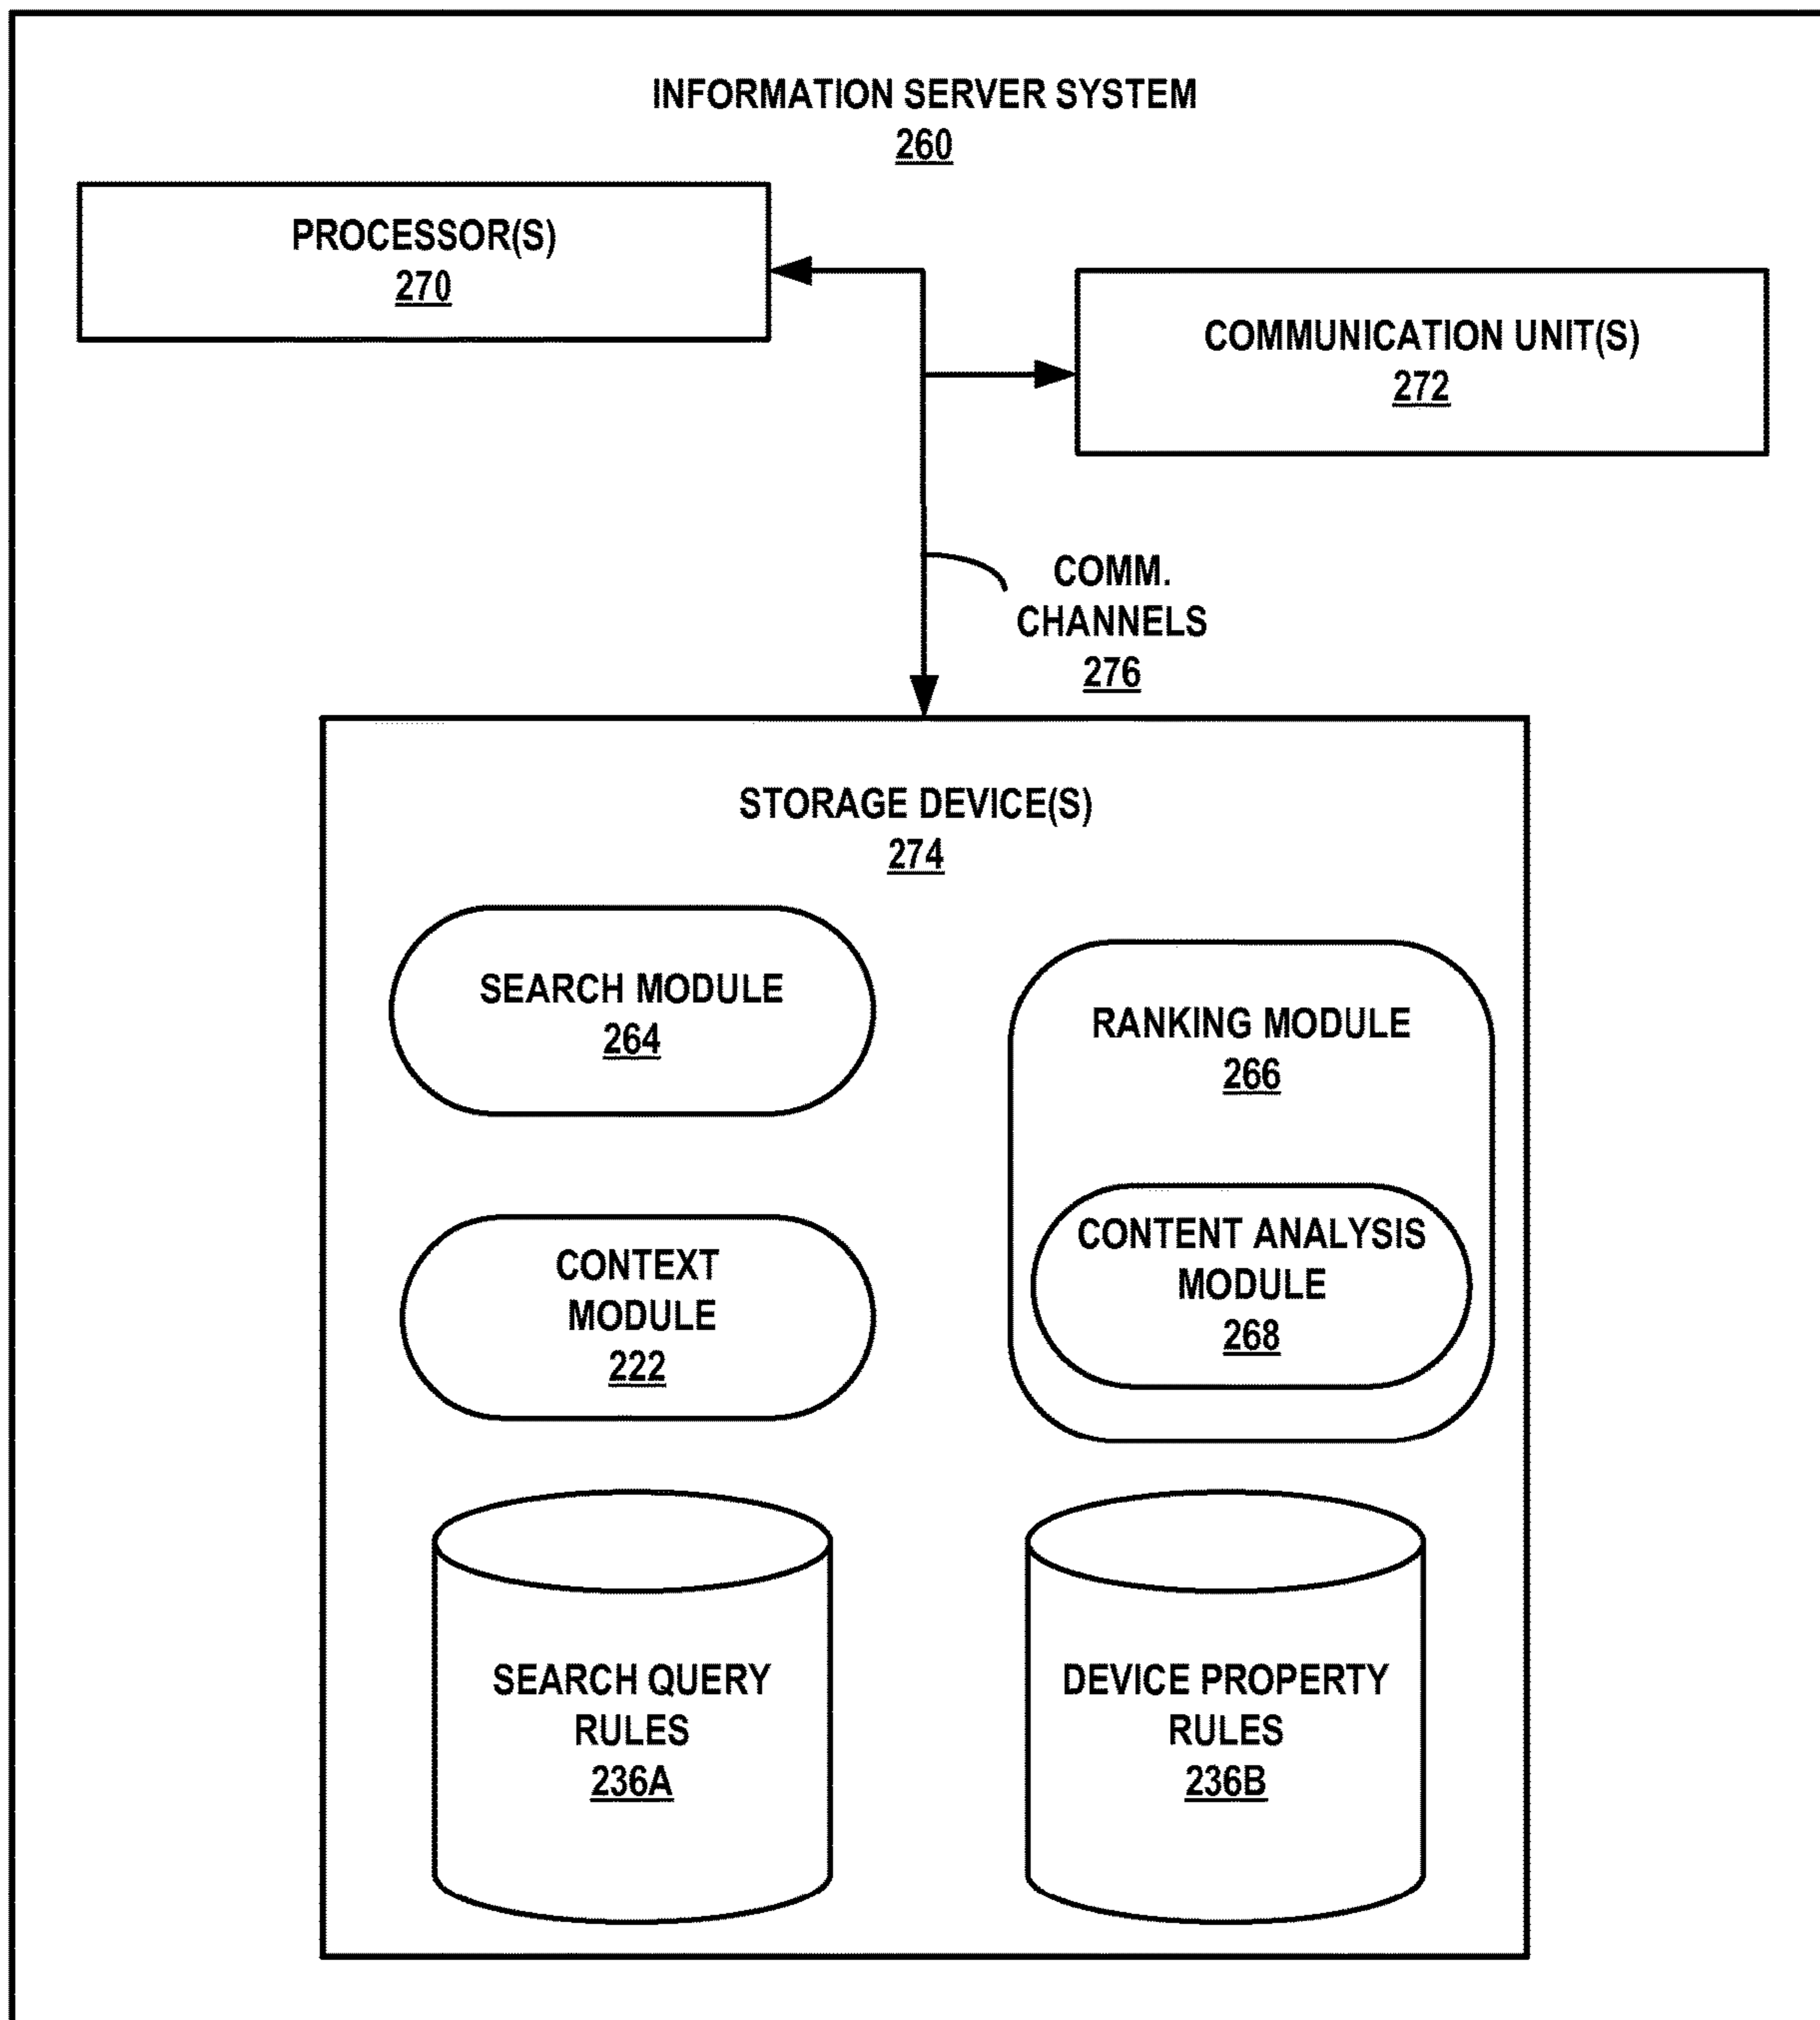 INFORMATION SERVER SYSTEM
260
PROCESSOR(S)
270
COMMUNICATION UNIT(S)
272
COMM.
CHANNELS
276
STORAGE DEVICE(S)
274
SEARCH MODULE
264
RANKING MODULE
266
CONTEXT
MODULE
222
CONTENT ANALYSIS
MODULE
268
SEARCH QUERY
RULES
236A
DEVICE PROPERTY
RULES
236B